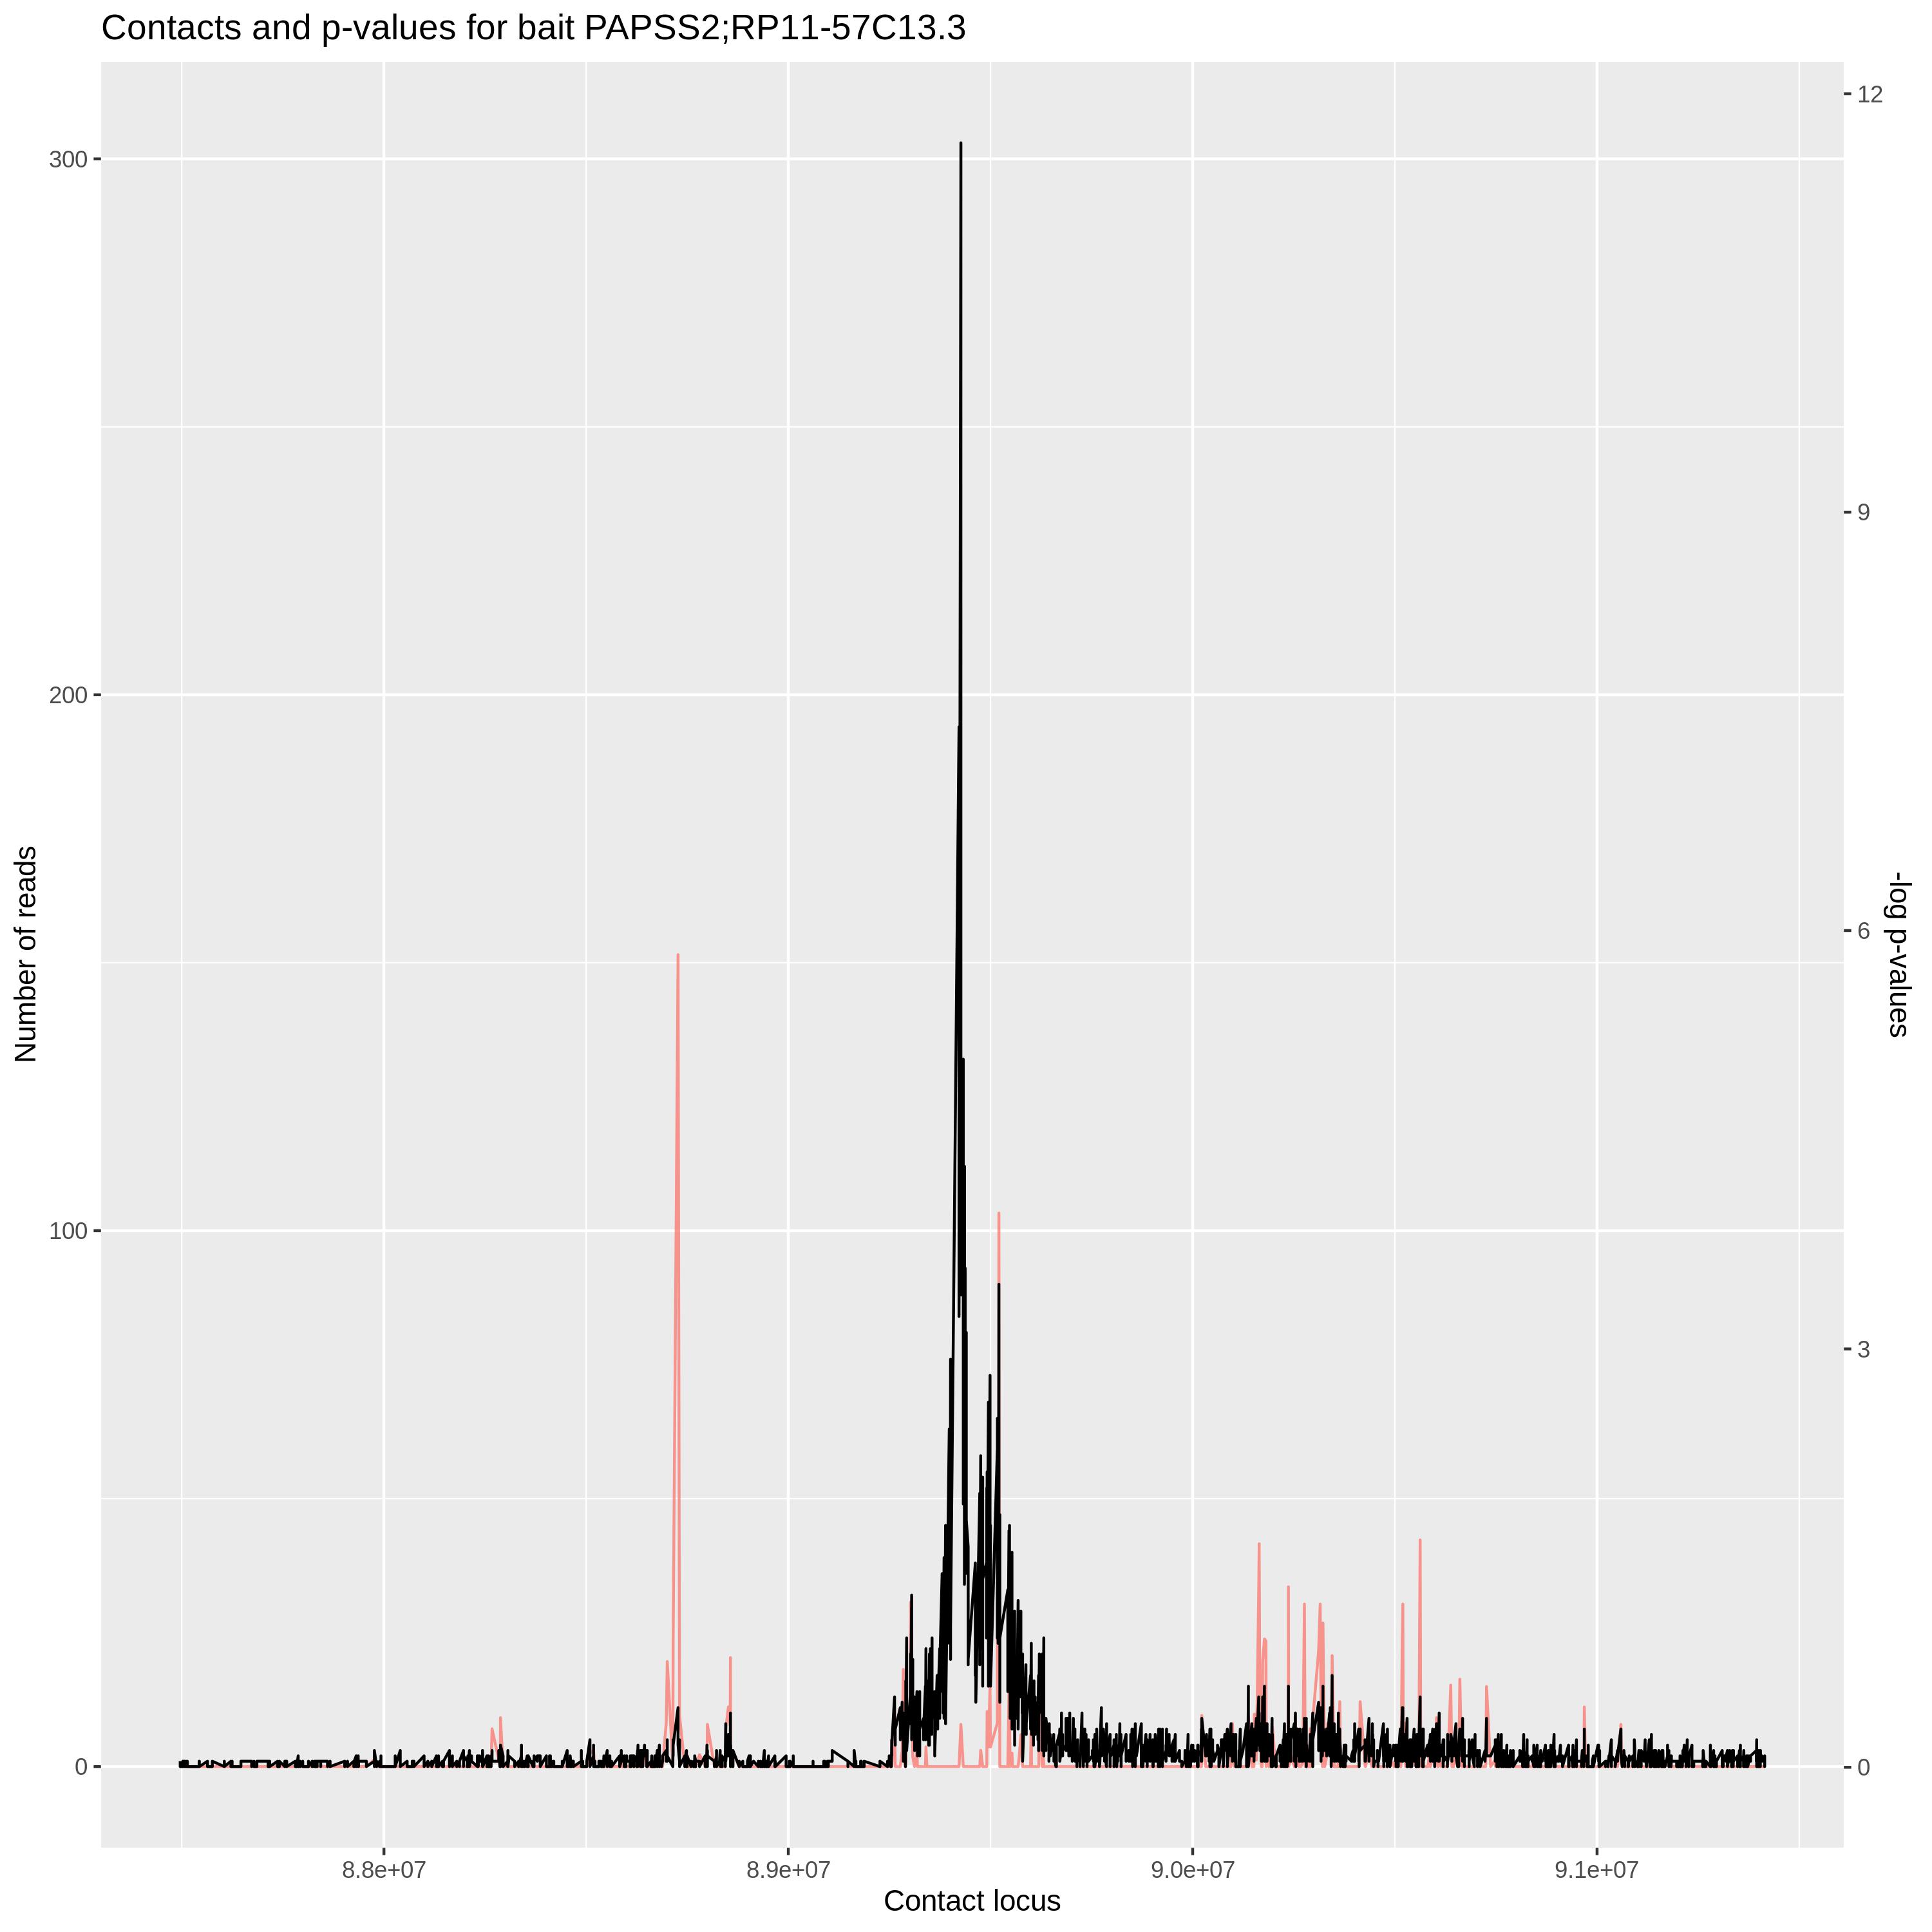 Contacts and p-values for bait PAPSS2;RP11-57C13.3
300
200
100
0
Number of reads
12
9
6
3
0
-log p-values
8.8e+07
8.9e+07
9.0e+07
9.1e+07
Contact locus